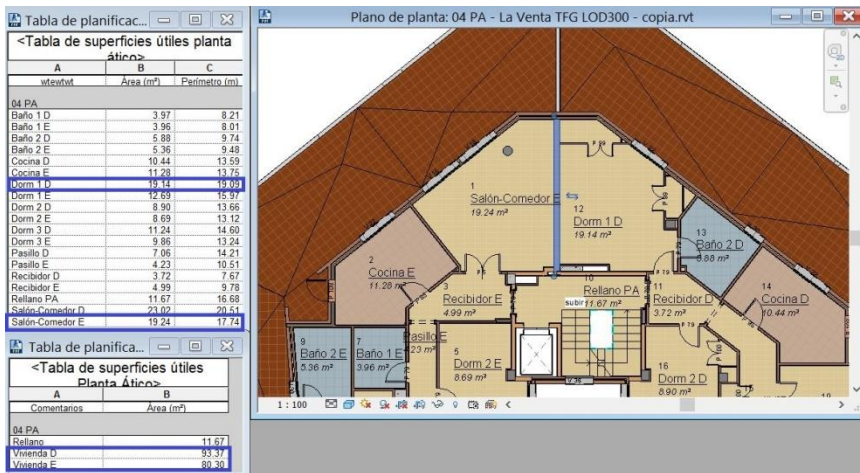 Tabla de planificac...
<Tabla de superficies útiles planta
ático>
A B C
wtewtwt Área (m²) Perímetro (m)
04 PA
Baño 1 D 3.97 8.21
Baño 1 E 3.96 8.01
Baño 2 D 5.88 9.74
Baño 2 E 5.36 9.48
Cocina D 10.44 13.59
Cocina E 11.28 13.75
Dorm 1 D 19.14 19.09
Dorm 1 E 12.69 15.97
Dorm 2 D 8.90 13.66
Dorm 2 E 8.69 13.12
Dorm 3 D 11.24 14.60
Dorm 3 E 9.86 13.24
Pasillo D 7.06 14.21
Pasillo E 4.23 10.51
Recibidor D 3.72 7.67
Recibidor E 4.99 9.78
Rellano PA 11.67 16.68
Salón-Comedor D 23.02 20.51
Salón-Comedor E 19.24 17.74
Tabla de planifica...
<Tabla de superficies útiles
Planta Ático>
A B
Comentarios Área (m²)
04 PA
Rellano 11.67
Vivienda D 93.37
Vivienda E 80.30
Plano de planta: 04 PA - La Venta TFG LOD300 - copia.rvt
1
Salón-Comedor E
19.24 m²
12
Dorm 1 D
19.14 m²
13
Baño 2 D
5.88 m²
2
Cocina E
11.28 m²
3
Recibidor E
4.99 m²
10
Rellano PA
11.67 m²
subir
11
Recibidor D
3.72 m²
14
Cocina D
10.44 m²
9
Baño 2 E
5.36 m²
7
Baño 1 E
3.96 m²
Pasillo E
4.23 m²
5
Dorm 2 E
8.69 m²
16
Dorm 2 D
8.90 m²
P 79
1 : 100